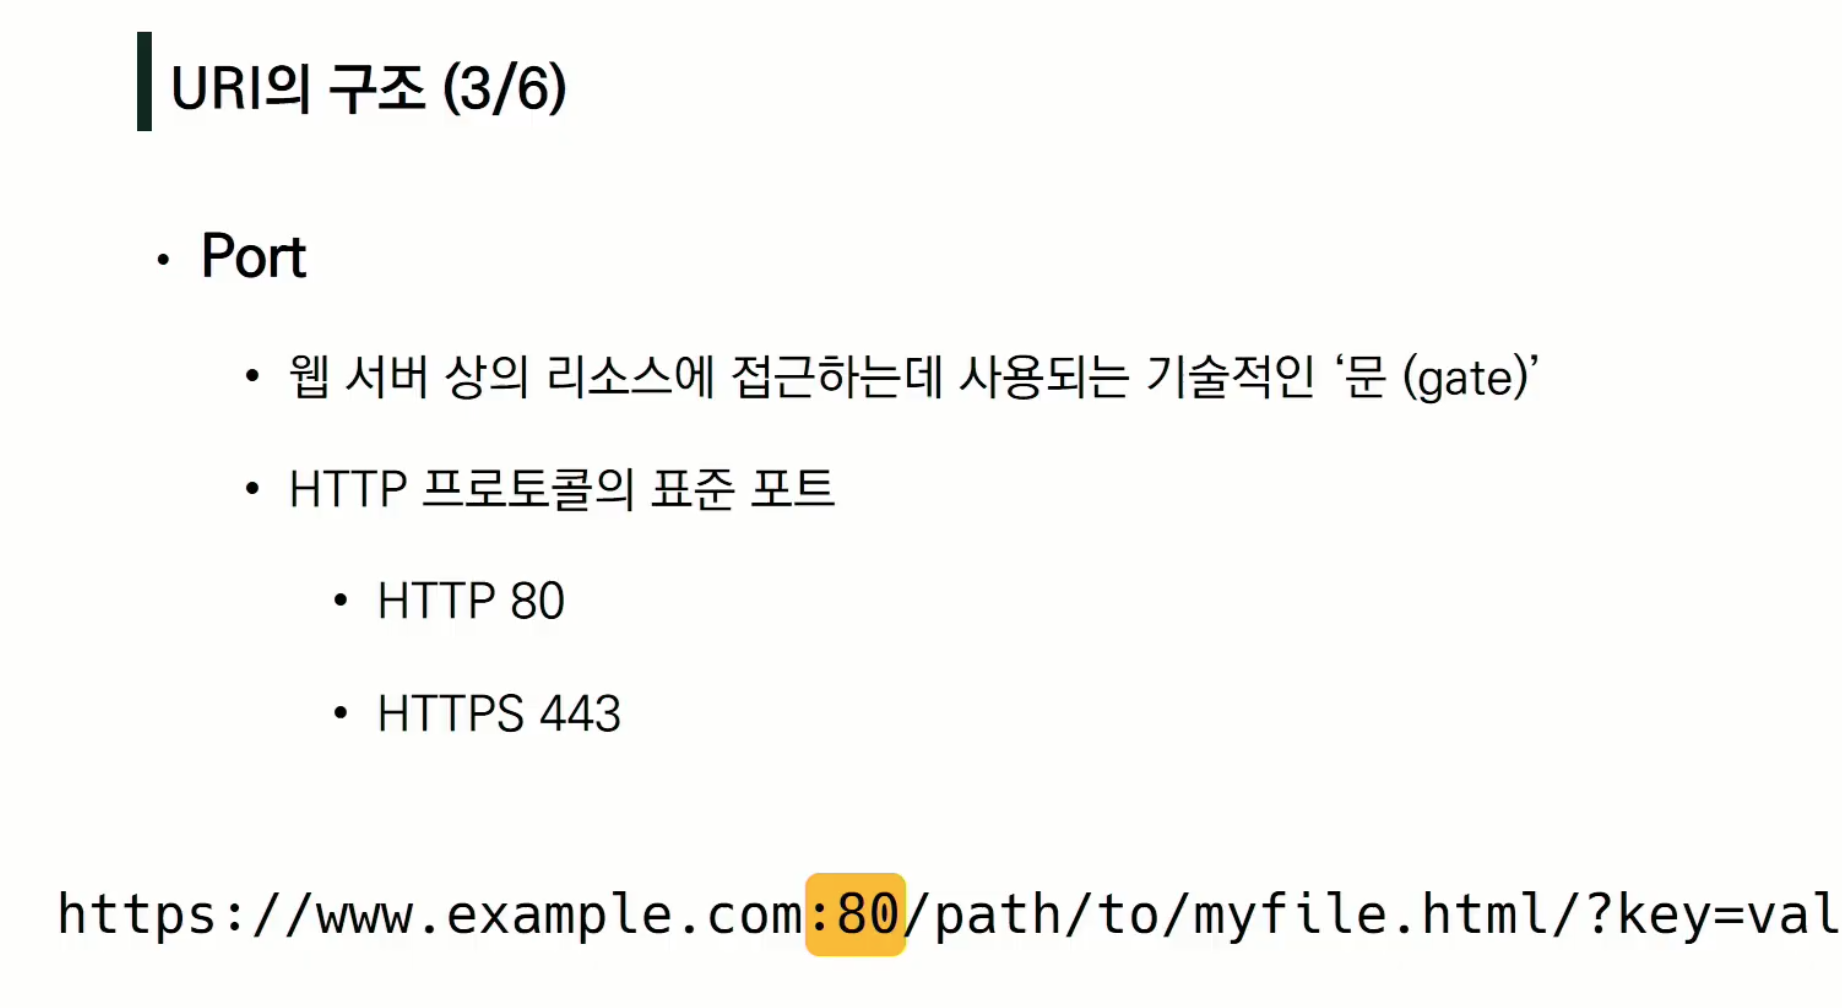 URI의 구조 (3/6)
• Port
• 웹 서버 상의 리소스에 접근하는데 사용되는 기술적인 ‘문 (gate)’
• HTTP 프로토콜의 표준 포트
• HTTP 80
• HTTPS 443
https://www.example.com:80/path/to/myfile.html/?key=val